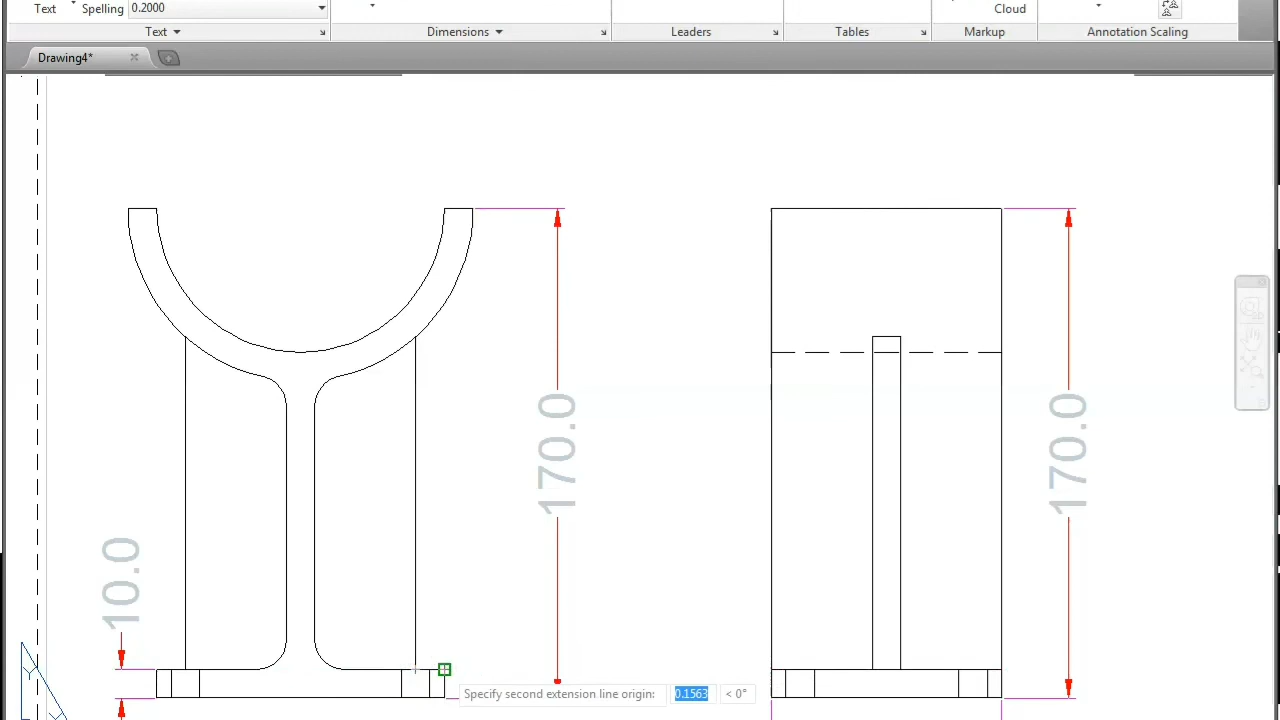 Text
Spelling
0.2000
Cloud
Text
Dimensions
Leaders
Tables
Markup
Annotation Scaling
Drawing4*
170.0
170.0
10.0
Y
Specify second extension line origin:
0.1563
< 0°